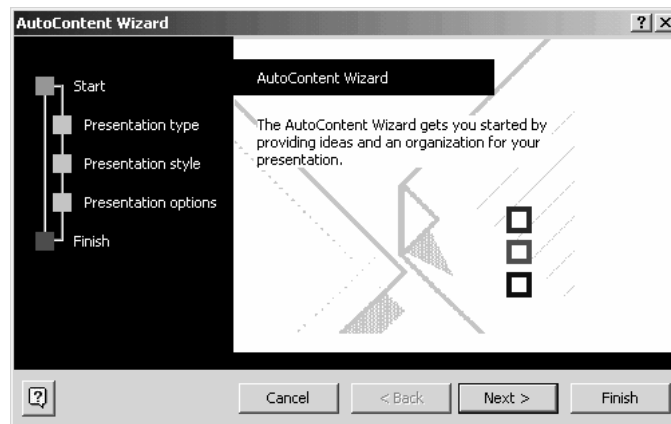 AutoContent Wizard
Start
Presentation type
Presentation style
Presentation options
Finish
AutoContent Wizard
The AutoContent Wizard gets you started by
providing ideas and an organization for your
presentation.
Cancel
< Back
Next >
Finish